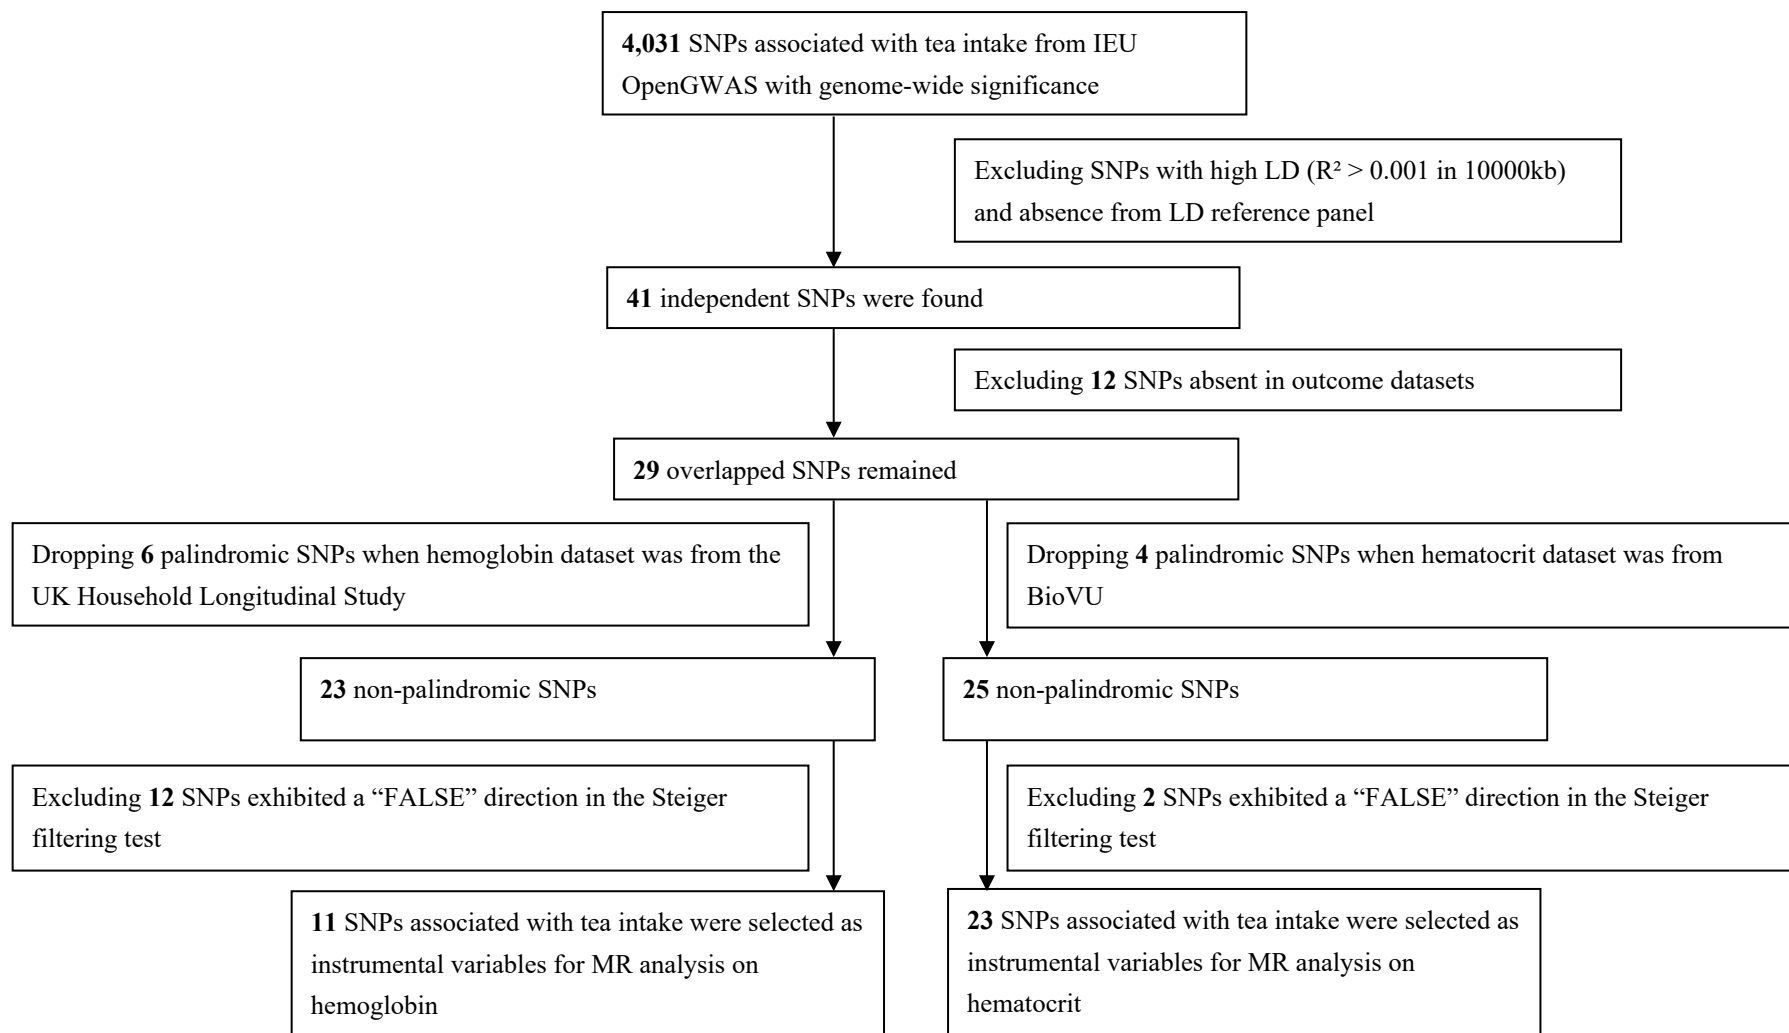 4,031 SNPs associated with tea intake from IEU
OpenGWAS with genome-wide significance
Excluding SNPs with high LD (R² > 0.001 in 10000kb)
and absence from LD reference panel
41 independent SNPs were found
Excluding 12 SNPs absent in outcome datasets
29 overlapped SNPs remained
Dropping 6 palindromic SNPs when hemoglobin dataset was from the
UK Household Longitudinal Study
Dropping 4 palindromic SNPs when hematocrit dataset was from
BioVU
23 non-palindromic SNPs
25 non-palindromic SNPs
Excluding 12 SNPs exhibited a “FALSE” direction in the Steiger
filtering test
Excluding 2 SNPs exhibited a “FALSE” direction in the Steiger
filtering test
11 SNPs associated with tea intake were selected as
instrumental variables for MR analysis on
hemoglobin
23 SNPs associated with tea intake were selected as
instrumental variables for MR analysis on
hematocrit